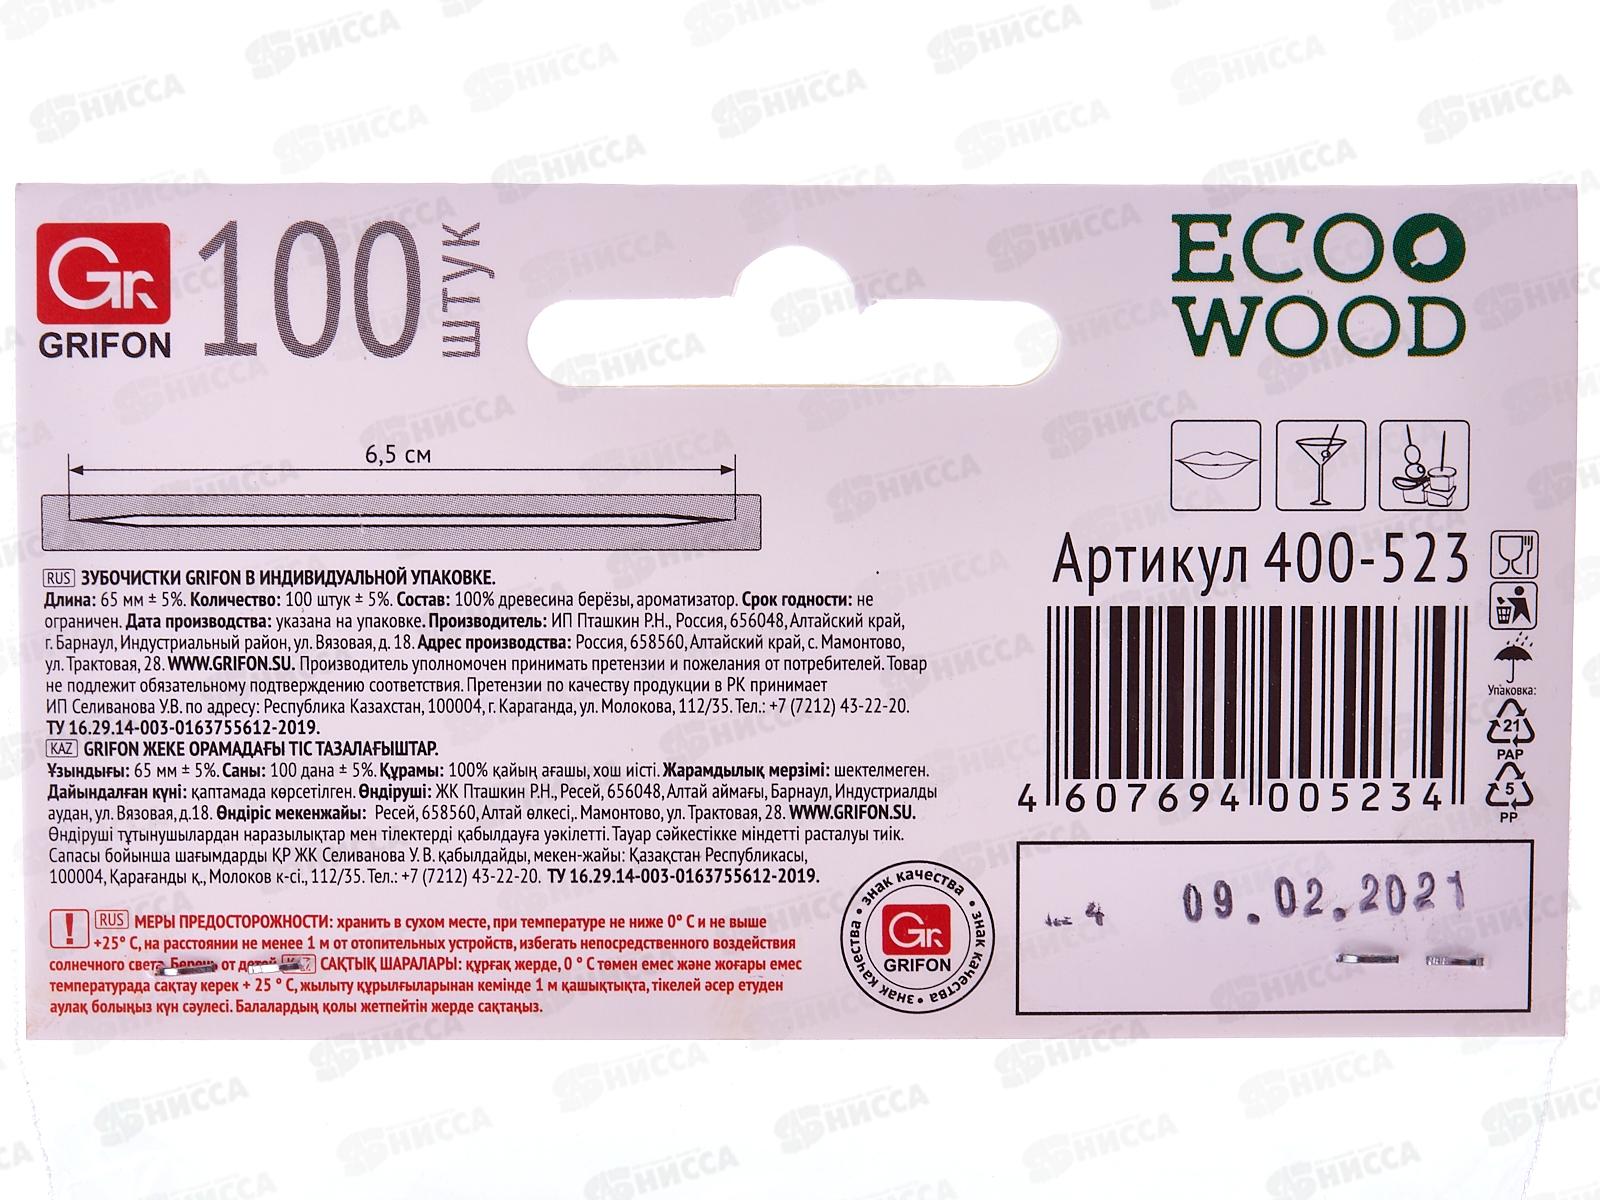 Gr
GRIFON
100
штук
ECO
WOOD
6,5 см
RUS ЗУБОЧИСТКИ GRIFON В ИНДИВИДУАЛЬНОЙ УПАКОВКЕ.
Длина: 65 мм ± 5%. Количество: 100 штук ± 5%. Состав: 100% древесина берёзы, ароматизатор. Срок годности: не
ограничен. Дата производства: указана на упаковке. Производитель: ИП Пташкин Р.Н., Россия, 656048, Алтайский край,
г. Барнаул, Индустриальный район, ул. Вязовая, д. 18. Адрес производства: Россия, 658560, Алтайский край, с. Мамонтово,
ул. Трактовая, 28. WWW.GRIFON.SU. Производитель уполномочен принимать претензии и пожелания от потребителей. Товар
не подлежит обязательному подтверждению соответствия. Претензии по качеству продукции в РК принимает
ИП Селиванова У.В. по адресу: Республика Казахстан, 100004, г. Караганда, ул. Молокова, 112/35. Тел.: +7 (7212) 43-22-20.
ТУ 16.29.14-003-0163755612-2019.
KAZ GRIFON ЖЕКЕ ОРАМАДАҒЫ ТІС ТАЗАЛАҒЫШТАР.
Ұзындығы: 65 мм ± 5%. Саны: 100 дана ± 5%. Құрамы: 100% қайың ағашы, хош иісті. Жарамдылық мерзімі: шектелмеген.
Дайындалған күні: қаптамада көрсетілген. Өндіруші: ЖК Пташкин Р.Н., Ресей, 656048, Алтай аймағы, Барнаул, Индустриалды
аудан, ул. Вязовая, д.18. Өндіріс мекенжайы: Ресей, 658560, Алтай өлкесі,. Мамонтово, ул. Трактовая, 28. WWW.GRIFON.SU.
Өндіруші тұтынушылардан наразылықтар мен тілектерді қабылдауға уәкілетті. Тауар сәйкестікке міндетті расталуы тиік.
Сапасы бойынша шағымдарды ҚР ЖК Селиванова У. В. қабылдайды, мекен-жайы: Қазақстан Республикасы,
100004, Қарағанды қ., Молоков к-сі., 112/35. Тел.: +7 (7212) 43-22-20. ТУ 16.29.14-003-0163755612-2019.
! RUS МЕРЫ ПРЕДОСТОРОЖНОСТИ: хранить в сухом месте, при температуре не ниже 0° С и не выше
+25° С, на расстоянии не менее 1 м от отопительных устройств, избегать непосредственного воздействия
солнечного света. Беречь от детей. KAZ САҚТЫҚ ШАРАЛАРЫ: құрғақ жерде, 0 ° С төмен емес және жоғары емес
температурада сақтау керек + 25 ° С, жылыту құрылғыларынан кемінде 1 м қашықтықта, тікелей әсер етуден
аулақ болыңыз күн сәулесі. Балалардың қолы жетпейтін жерде сақтаңыз.
знак качества • знак качества • знак качества •
Gr
GRIFON
Артикул 400-523
4 607694 005234
Упаковка:
21
PAP
5
PP
4 09.02.2021
НИССА